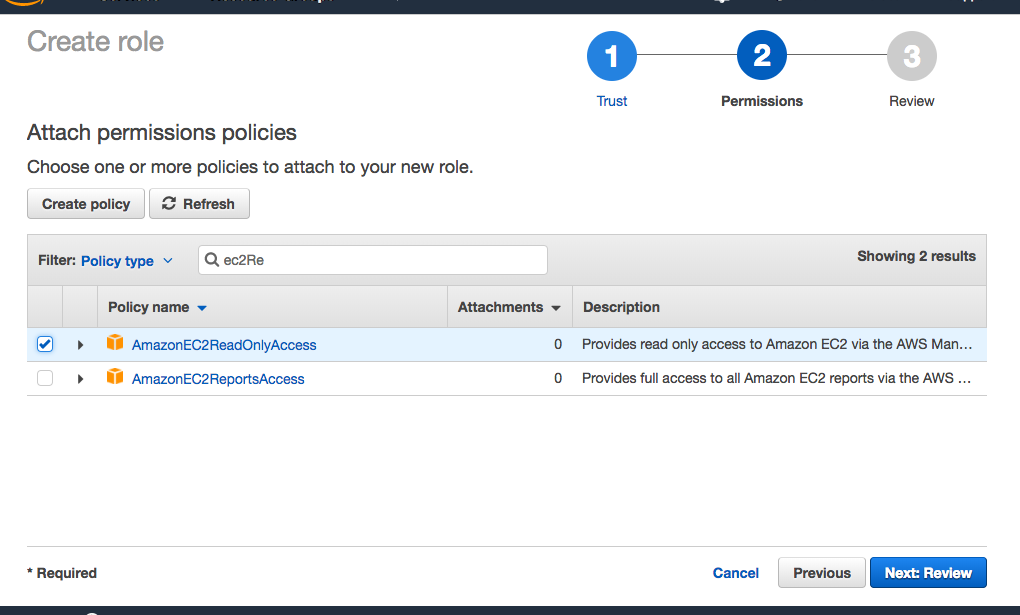 Create role
1
2
3
Trust
Permissions
Review
Attach permissions policies
Choose one or more policies to attach to your new role.
Create policy
Refresh
Filter: Policy type
ec2Re
Showing 2 results
Policy name
Attachments
Description
AmazonEC2ReadOnlyAccess
0
Provides read only access to Amazon EC2 via the AWS Man...
AmazonEC2ReportsAccess
0
Provides full access to all Amazon EC2 reports via the AWS ...
* Required
Cancel
Previous
Next: Review